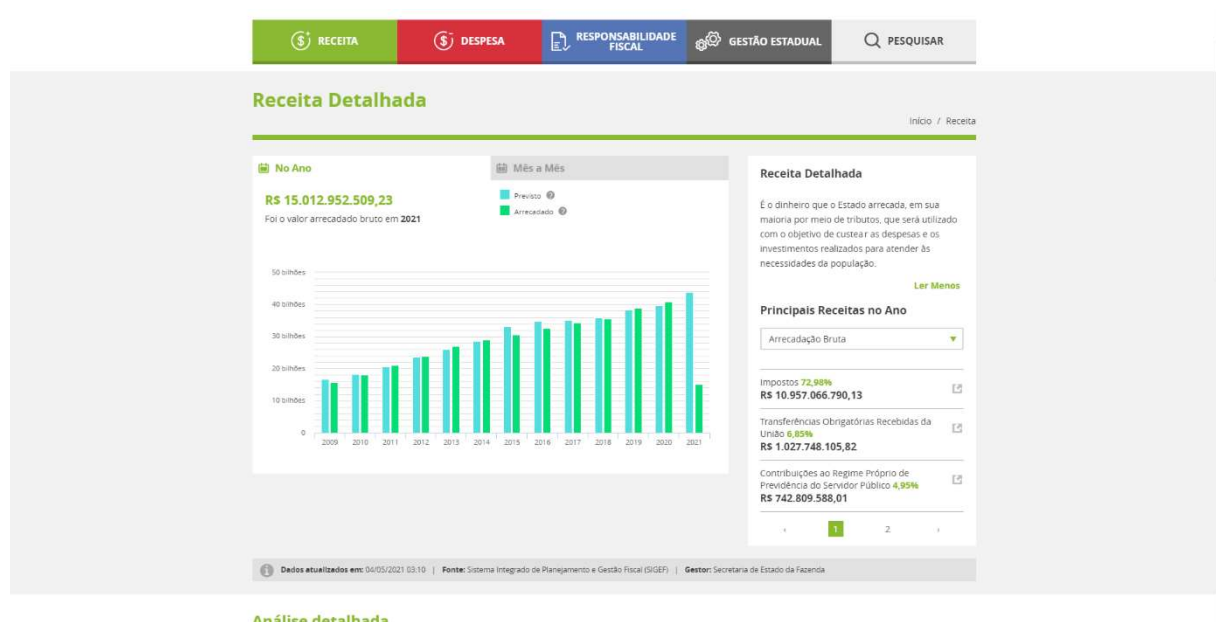 RECEITA
DESPESA
RESPONSABILIDADE
FISCAL
GESTÃO ESTADUAL
PESQUISAR
Receita Detalhada
Início / Receita
No Ano
Mês a Mês
R$ 15.012.952.509,23
Foi o valor arrecadado bruto em 2021
Previsto
Arrecadado
50 bilhões
40 bilhões
30 bilhões
20 bilhões
10 bilhões
0
2009 2010 2011 2012 2013 2014 2015 2016 2017 2018 2019 2020 2021
Receita Detalhada
É o dinheiro que o Estado arrecada, em sua
maioria por meio de tributos, que será utilizado
com o objetivo de custear as despesas e os
investimentos realizados para atender às
necessidades da população.
Ler Menos
Principais Receitas no Ano
Arrecadação Bruta
Impostos 72,98%
R$ 10.957.066.790,13
Transferências Obrigatórias Recebidas da
União 6,85%
R$ 1.027.748.105,82
Contribuições ao Regime Próprio de
Previdência do Servidor Público 4,95%
R$ 742.809.588,01
‹ 1 2 ›
Dados atualizados em: 04/05/2021 03:10 | Fonte: Sistema Integrado de Planejamento e Gestão Fiscal (SIGEF) | Gestor: Secretaria de Estado da Fazenda
Análise detalhada